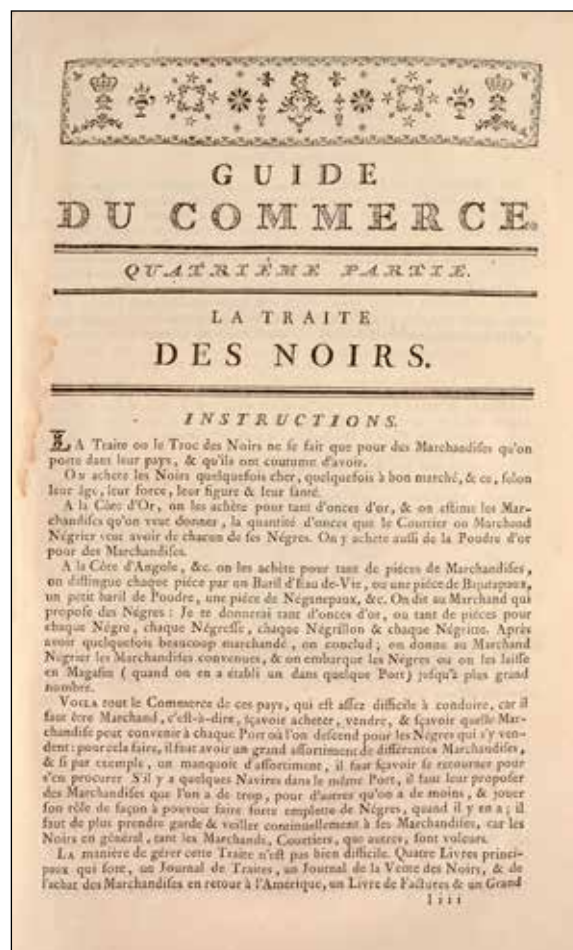 GUIDE
DU COMMERCE.
QUATRIÈME PARTIE.
LA TRAITE
DES NOIRS.
INSTRUCTIONS.
LA Traite ou le Troc des Noirs ne se fait que pour des Marchandises qu'on
porte dans leur pays, & qu'ils ont coutume d'avoir.
ON achete les Noirs quelquefois cher, quelquefois à bon marché, & ce, selon
leur âge, leur force, leur figure & leur santé.
A la Côte d'Or, on les achète pour tant d'onces d'or, & on estime les Mar-
chandises qu'on veut donner, la quantité d'onces que le Courtier ou Marchand
Négrier veut avoir de chacun de ses Négres. On y achete aussi de la Poudre d'or
pour des Marchandises.
A la Côte d'Angole, &c. on les achète pour tant de piéces de Marchandises,
on distingue chaque piéce par un Baril d'Eau-de-Vie, ou une piéce de Bajutapaux,
un petit baril de Poudre, une piéce de Néganepaux, &c. On dit au Marchand qui
propose des Négres : Je te donnerai tant d'onces d'or, ou tant de piéces pour
chaque Négre, chaque Négresse, chaque Négrillon & chaque Négritte. Après
avoir quelquefois beaucoup marchandé, on conclud ; on donne au Marchand
Négrier les Marchandises convenues, & on embarque les Négres ou on les laisse
en Magasin ( quand on en a établi un dans quelque Port ) jusqu'à plus grand
nombre.
VOILA tout le Commerce de ces pays, qui est assez difficile à conduire, car il
faut être Marchand, c'est-à-dire, sçavoir acheter, vendre, & sçavoir quelle Mar-
chandise peut convenir à chaque Port où l'on descend pour les Négres qui s'y ven-
dent : pour cela faire, il faut avoir un grand assortiment de différentes Marchandises,
& si par exemple, on manquoit d'assortiment, il faut sçavoir se retourner pour
s'en procurer S'il y a quelques Navires dans le même Port, il faut leur proposer
des Marchandises que l'on a de trop, pour d'autres qu'on a de moins, & jouer
son rôle de façon à pouvoir faire forte emplette de Négres, quand il y en a ; il
faut de plus prendre garde & veiller continuellement à ses Marchandises, car les
Noirs en général, tant les Marchands, Courtiers, que autres, sont voleurs.
LA manière de gérer cette Traite n'est pas bien difficile. Quatre Livres princi-
paux qui sont, un Journal de Traites, un Journal de la Vente des Noirs, & de
l'achat des Marchandises en retour à l'Amérique, un Livre de Factures & un Grand
Iiii